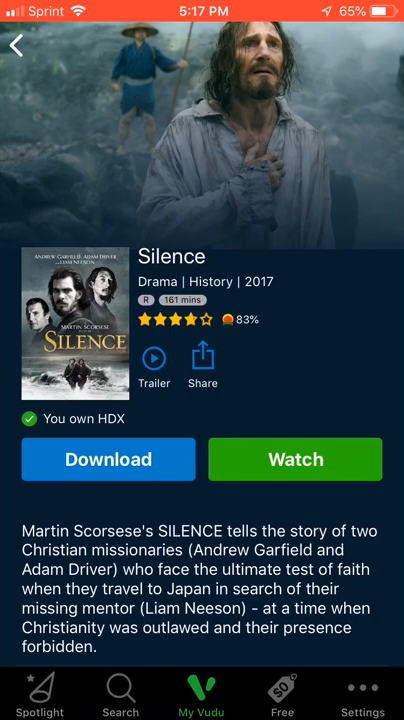 Sprint 5:17 PM 65%
Silence
Drama | History | 2017
R 161 mins
83%
Trailer Share
ANDREW GARFIELD ADAM DRIVER
AND LIAM NEESON
MARTIN SCORSESE
SILENCE
You own HDX
Download Watch
Martin Scorsese's SILENCE tells the story of two
Christian missionaries (Andrew Garfield and
Adam Driver) who face the ultimate test of faith
when they travel to Japan in search of their
missing mentor (Liam Neeson) - at a time when
Christianity was outlawed and their presence
forbidden.
$0
Spotlight Search My Vudu Free Settings